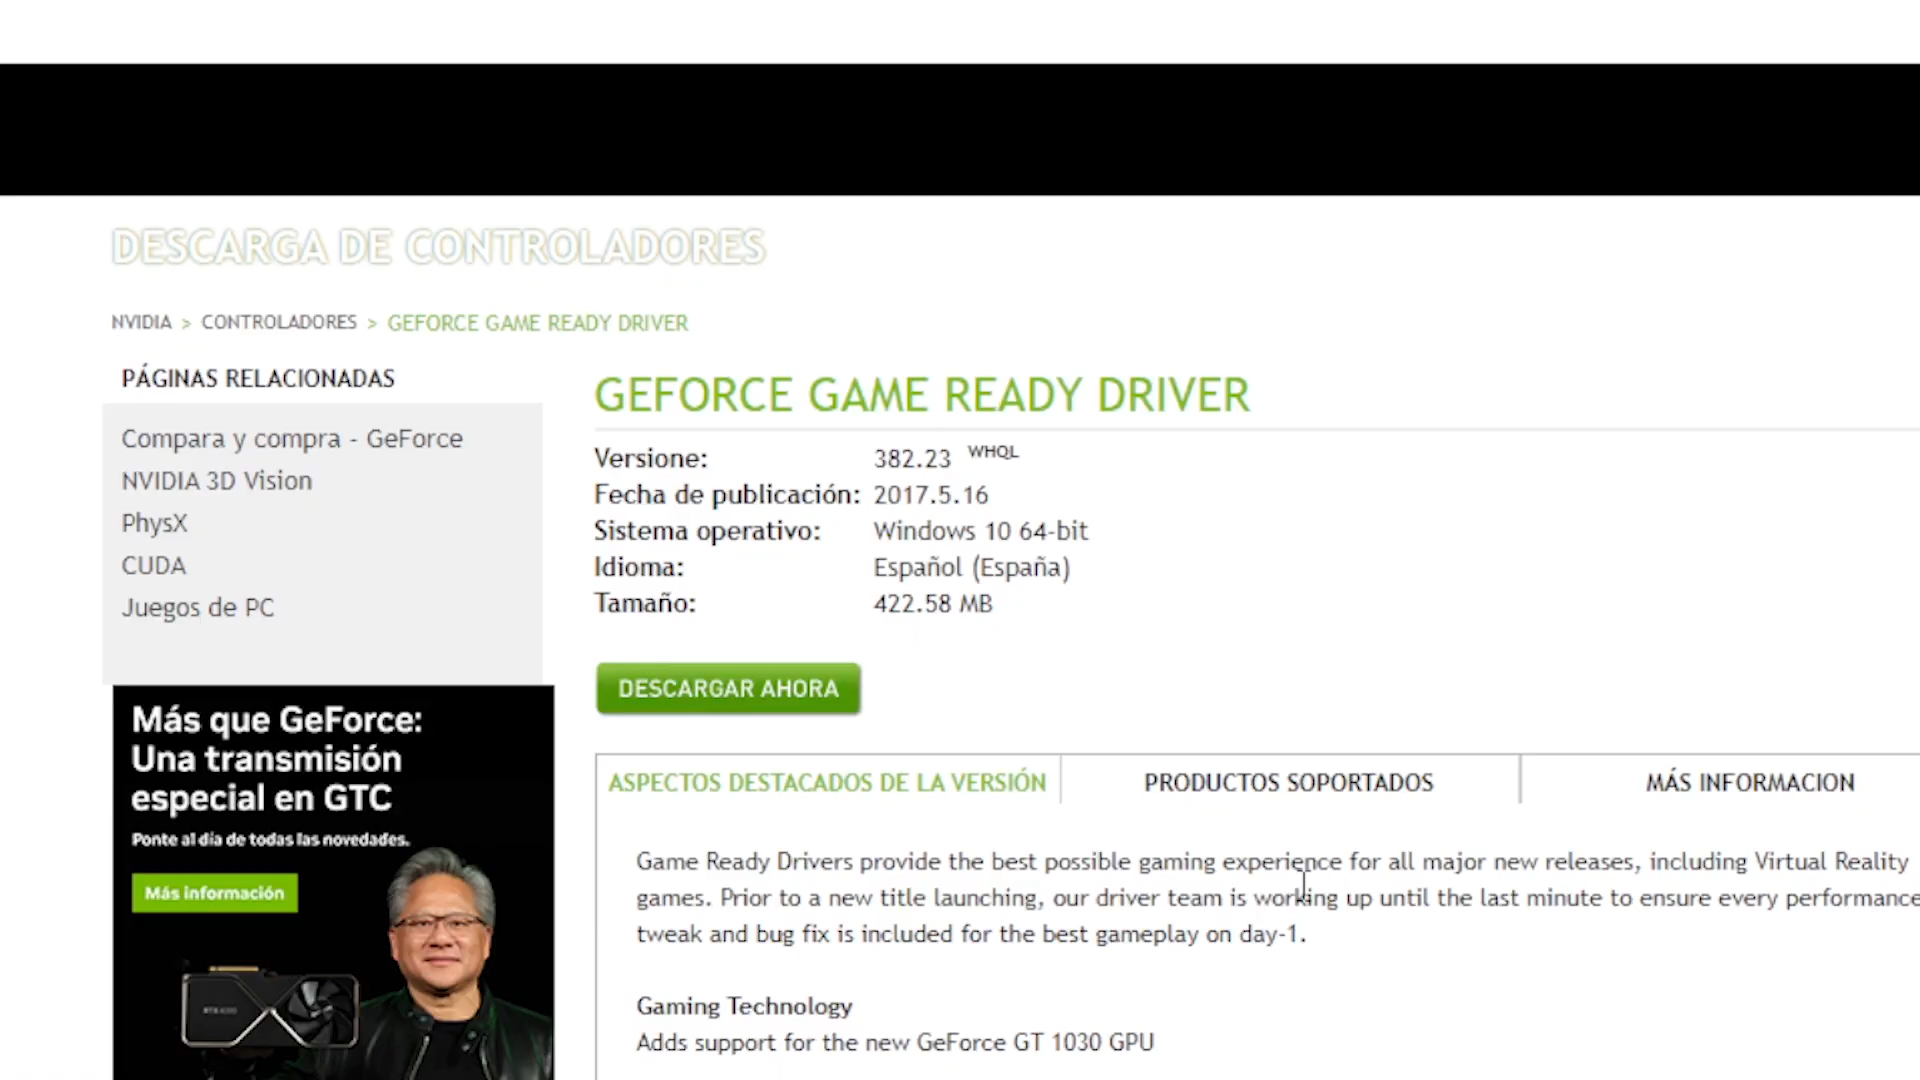 DESCARGA DE CONTROLADORES
NVIDIA > CONTROLADORES > GEFORCE GAME READY DRIVER
PÁGINAS RELACIONADAS
Compara y compra - GeForce
NVIDIA 3D Vision
PhysX
CUDA
Juegos de PC
Más que GeForce:
Una transmisión
especial en GTC
Ponte al día de todas las novedades.
Más información
GEFORCE GAME READY DRIVER
Versione: 382.23 WHQL
Fecha de publicación: 2017.5.16
Sistema operativo: Windows 10 64-bit
Idioma: Español (España)
Tamaño: 422.58 MB
DESCARGAR AHORA
ASPECTOS DESTACADOS DE LA VERSIÓN PRODUCTOS SOPORTADOS MÁS INFORMACION
Game Ready Drivers provide the best possible gaming experience for all major new releases, including Virtual Reality
games. Prior to a new title launching, our driver team is working up until the last minute to ensure every performance
tweak and bug fix is included for the best gameplay on day-1.
Gaming Technology
Adds support for the new GeForce GT 1030 GPU